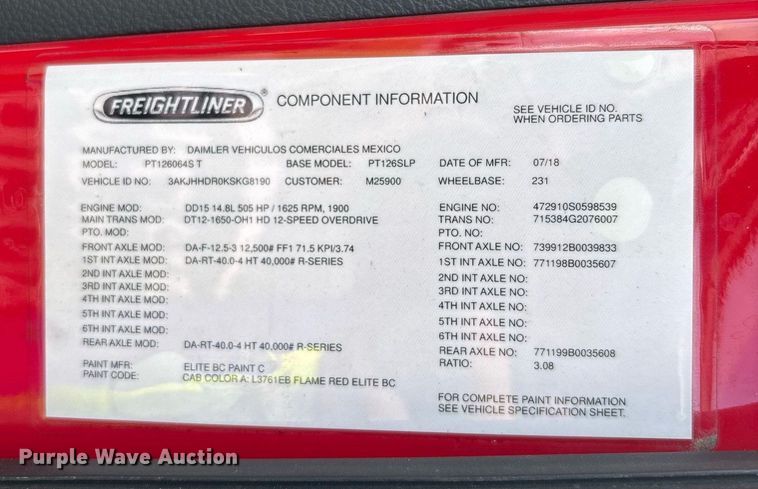 FREIGHTLINER ® COMPONENT INFORMATION
SEE VEHICLE ID NO.
WHEN ORDERING PARTS
MANUFACTURED BY: DAIMLER VEHICULOS COMERCIALES MEXICO
MODEL: PT126064S T BASE MODEL: PT126SLP DATE OF MFR: 07/18
VEHICLE ID NO: 3AKJHHDR0KSKG8190 CUSTOMER: M25900 WHEELBASE: 231
ENGINE MOD: DD15 14.8L 505 HP / 1625 RPM, 1900 ENGINE NO: 472910S0598539
MAIN TRANS MOD: DT12-1650-OH1 HD 12-SPEED OVERDRIVE TRANS NO: 715384G2076007
PTO. MOD: PTO. NO:
FRONT AXLE MOD: DA-F-12.5-3 12,500# FF1 71.5 KPI/3.74 FRONT AXLE NO: 739912B0039833
1ST INT AXLE MOD: DA-RT-40.0-4 HT 40,000# R-SERIES 1ST INT AXLE NO: 771198B0035607
2ND INT AXLE MOD: 2ND INT AXLE NO:
3RD INT AXLE MOD: 3RD INT AXLE NO:
4TH INT AXLE MOD: 4TH INT AXLE NO:
5TH INT AXLE MOD: 5TH INT AXLE NO:
6TH INT AXLE MOD: 6TH INT AXLE NO:
REAR AXLE MOD: DA-RT-40.0-4 HT 40,000# R-SERIES REAR AXLE NO: 771199B0035608
PAINT MFR: ELITE BC PAINT C RATIO: 3.08
PAINT CODE: CAB COLOR A: L3761EB FLAME RED ELITE BC
FOR COMPLETE PAINT INFORMATION
SEE VEHICLE SPECIFICATION SHEET.
Purple Wave Auction